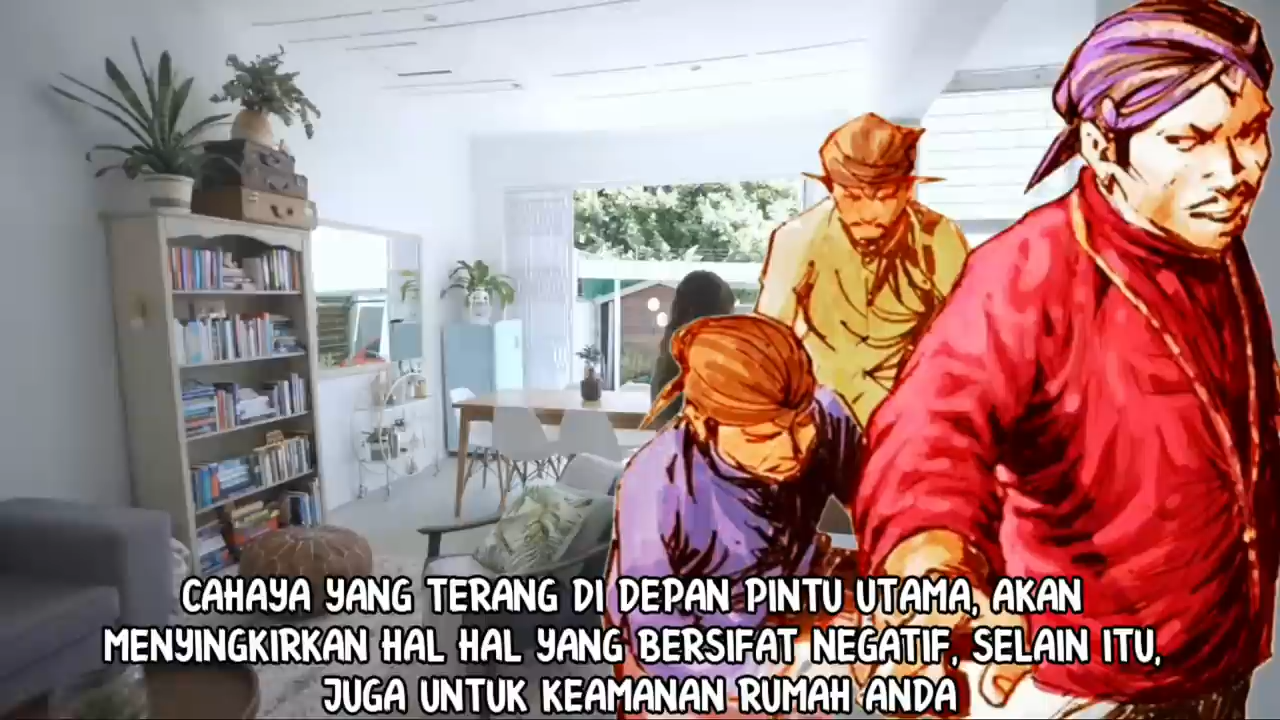 CAHAYA YANG TERANG DI DEPAN PINTU UTAMA, AKAN
MENYINGKIRKAN HAL HAL YANG BERSIFAT NEGATIF, SELAIN ITU,
JUGA UNTUK KEAMANAN RUMAH ANDA